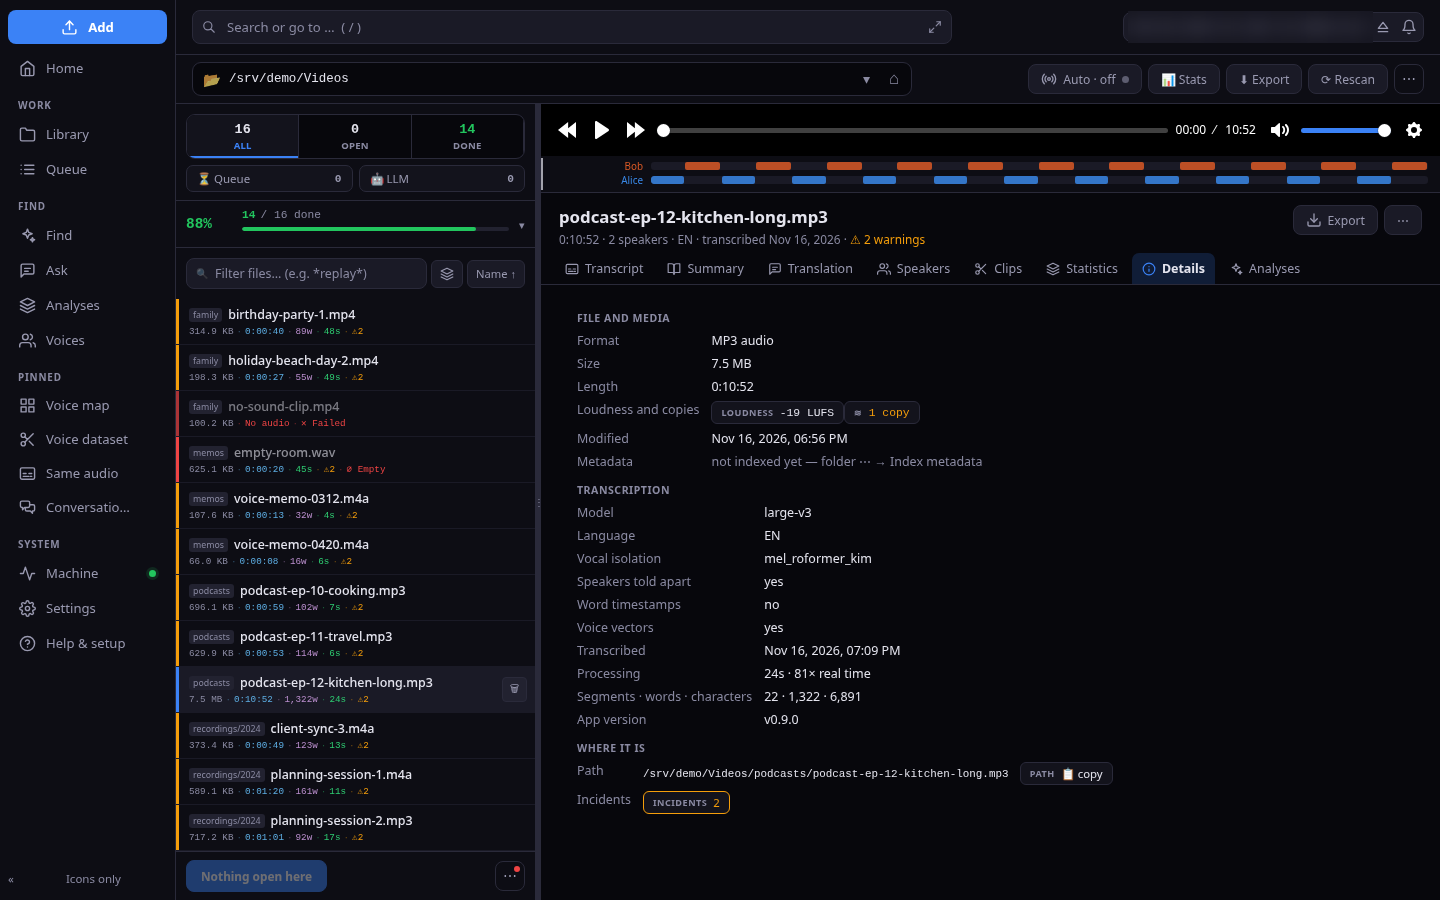 Add
Home
WORK
Library
Queue
FIND
Find
Ask
Analyses
Voices
PINNED
Voice map
Voice dataset
Same audio
Conversatio...
SYSTEM
Machine
Settings
Help & setup
« Icons only
Search or go to ... ( / )
/srv/demo/Videos
Auto · off
Stats
Export
Rescan
16 ALL
0 OPEN
14 DONE
Queue 0
LLM 0
88%
14 / 16 done
Filter files... (e.g. *replay*)
Name ↑
family birthday-party-1.mp4
314.9 KB · 0:00:40 · 89w · 48s · ⚠2
family holiday-beach-day-2.mp4
198.3 KB · 0:00:27 · 55w · 49s · ⚠2
family no-sound-clip.mp4
100.2 KB · No audio · × Failed
memos empty-room.wav
625.1 KB · 0:00:20 · 45s · ⚠2 · ∅ Empty
memos voice-memo-0312.m4a
107.6 KB · 0:00:13 · 32w · 4s · ⚠2
memos voice-memo-0420.m4a
66.0 KB · 0:00:08 · 16w · 6s · ⚠2
podcasts podcast-ep-10-cooking.mp3
696.1 KB · 0:00:59 · 102w · 7s · ⚠2
podcasts podcast-ep-11-travel.mp3
629.9 KB · 0:00:53 · 114w · 6s · ⚠2
podcasts podcast-ep-12-kitchen-long.mp3
7.5 MB · 0:10:52 · 1,322w · 24s · ⚠2
recordings/2024 client-sync-3.m4a
373.4 KB · 0:00:49 · 123w · 13s · ⚠2
recordings/2024 planning-session-1.m4a
589.1 KB · 0:01:20 · 161w · 11s · ⚠2
recordings/2024 planning-session-2.mp3
717.2 KB · 0:01:01 · 92w · 17s · ⚠2
Nothing open here
00:00 / 10:52
Bob
Alice
podcast-ep-12-kitchen-long.mp3
0:10:52 · 2 speakers · EN · transcribed Nov 16, 2026 · ⚠ 2 warnings
Export
Transcript
Summary
Translation
Speakers
Clips
Statistics
Details
Analyses
FILE AND MEDIA
Format MP3 audio
Size 7.5 MB
Length 0:10:52
Loudness and copies LOUDNESS -19 LUFS ≋ 1 copy
Modified Nov 16, 2026, 06:56 PM
Metadata not indexed yet — folder ⋯ → Index metadata
TRANSCRIPTION
Model large-v3
Language EN
Vocal isolation mel_roformer_kim
Speakers told apart yes
Word timestamps no
Voice vectors yes
Transcribed Nov 16, 2026, 07:09 PM
Processing 24s · 81× real time
Segments · words · characters 22 · 1,322 · 6,891
App version v0.9.0
WHERE IT IS
Path /srv/demo/Videos/podcasts/podcast-ep-12-kitchen-long.mp3 PATH copy
Incidents INCIDENTS 2